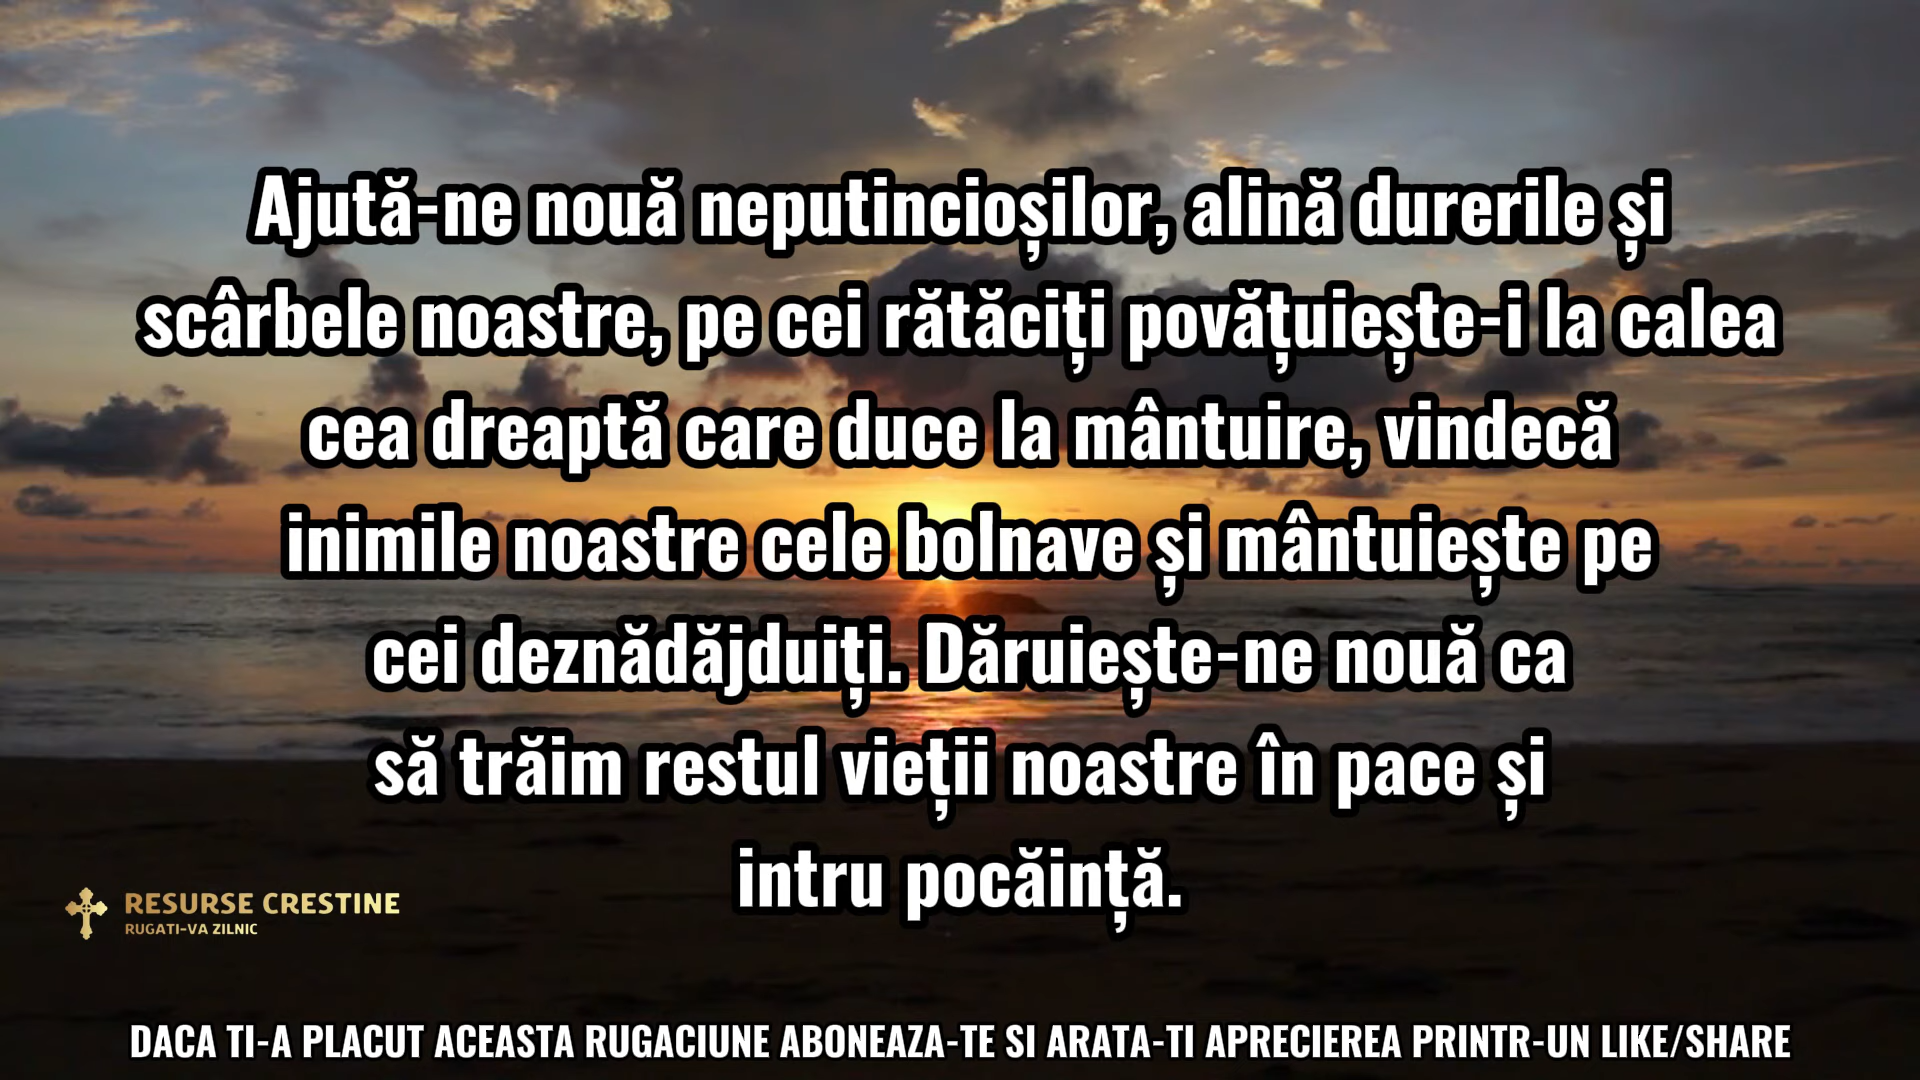 Ajută-ne nouă neputincioșilor, alină durerile și
scârbele noastre, pe cei rătăciți povățuiește-i la calea
cea dreaptă care duce la mântuire, vindecă
inimile noastre cele bolnave și mântuiește pe
cei deznădăjduiți. Dăruiește-ne nouă ca
să trăim restul vieții noastre în pace și
intru pocăință.
RESURSE CRESTINE
RUGATI-VA ZILNIC
DACA TI-A PLACUT ACEASTA RUGACIUNE ABONEAZA-TE SI ARATA-TI APRECIEREA PRINTR-UN LIKE/SHARE